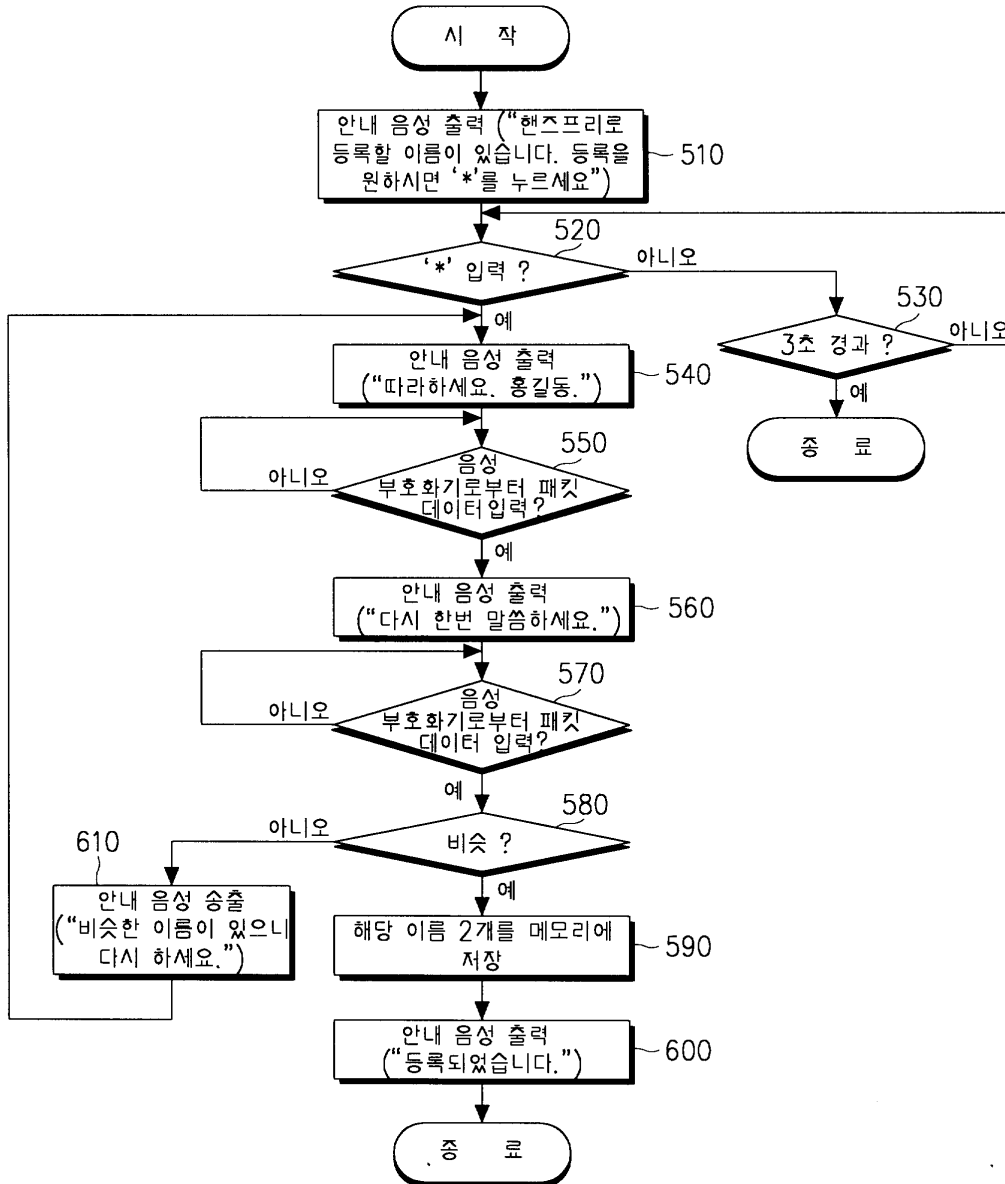 시 작
안내 음성 출력 (“핸즈프리로
등록할 이름이 있습니다. 등록을
원하시면 ‘*’를 누르세요”)
510
520
‘*’ 입력 ?
아니오
예
530
3초 경과 ?
아니오
예
종 료
안내 음성 출력
(“따라하세요. 홍길동.”)
540
550
음성
부호화기로부터 패킷
데이터입력?
아니오
예
안내 음성 출력
(“다시 한번 말씀하세요.”)
560
570
음성
부호화기로부터 패킷
데이터 입력?
아니오
예
580
비슷 ?
아니오
예
610
안내 음성 송출
(“비슷한 이름이 있으니
다시 하세요.”)
해당 이름 2개를 메모리에
저장
590
안내 음성 출력
(“등록되었습니다.”)
600
종 료